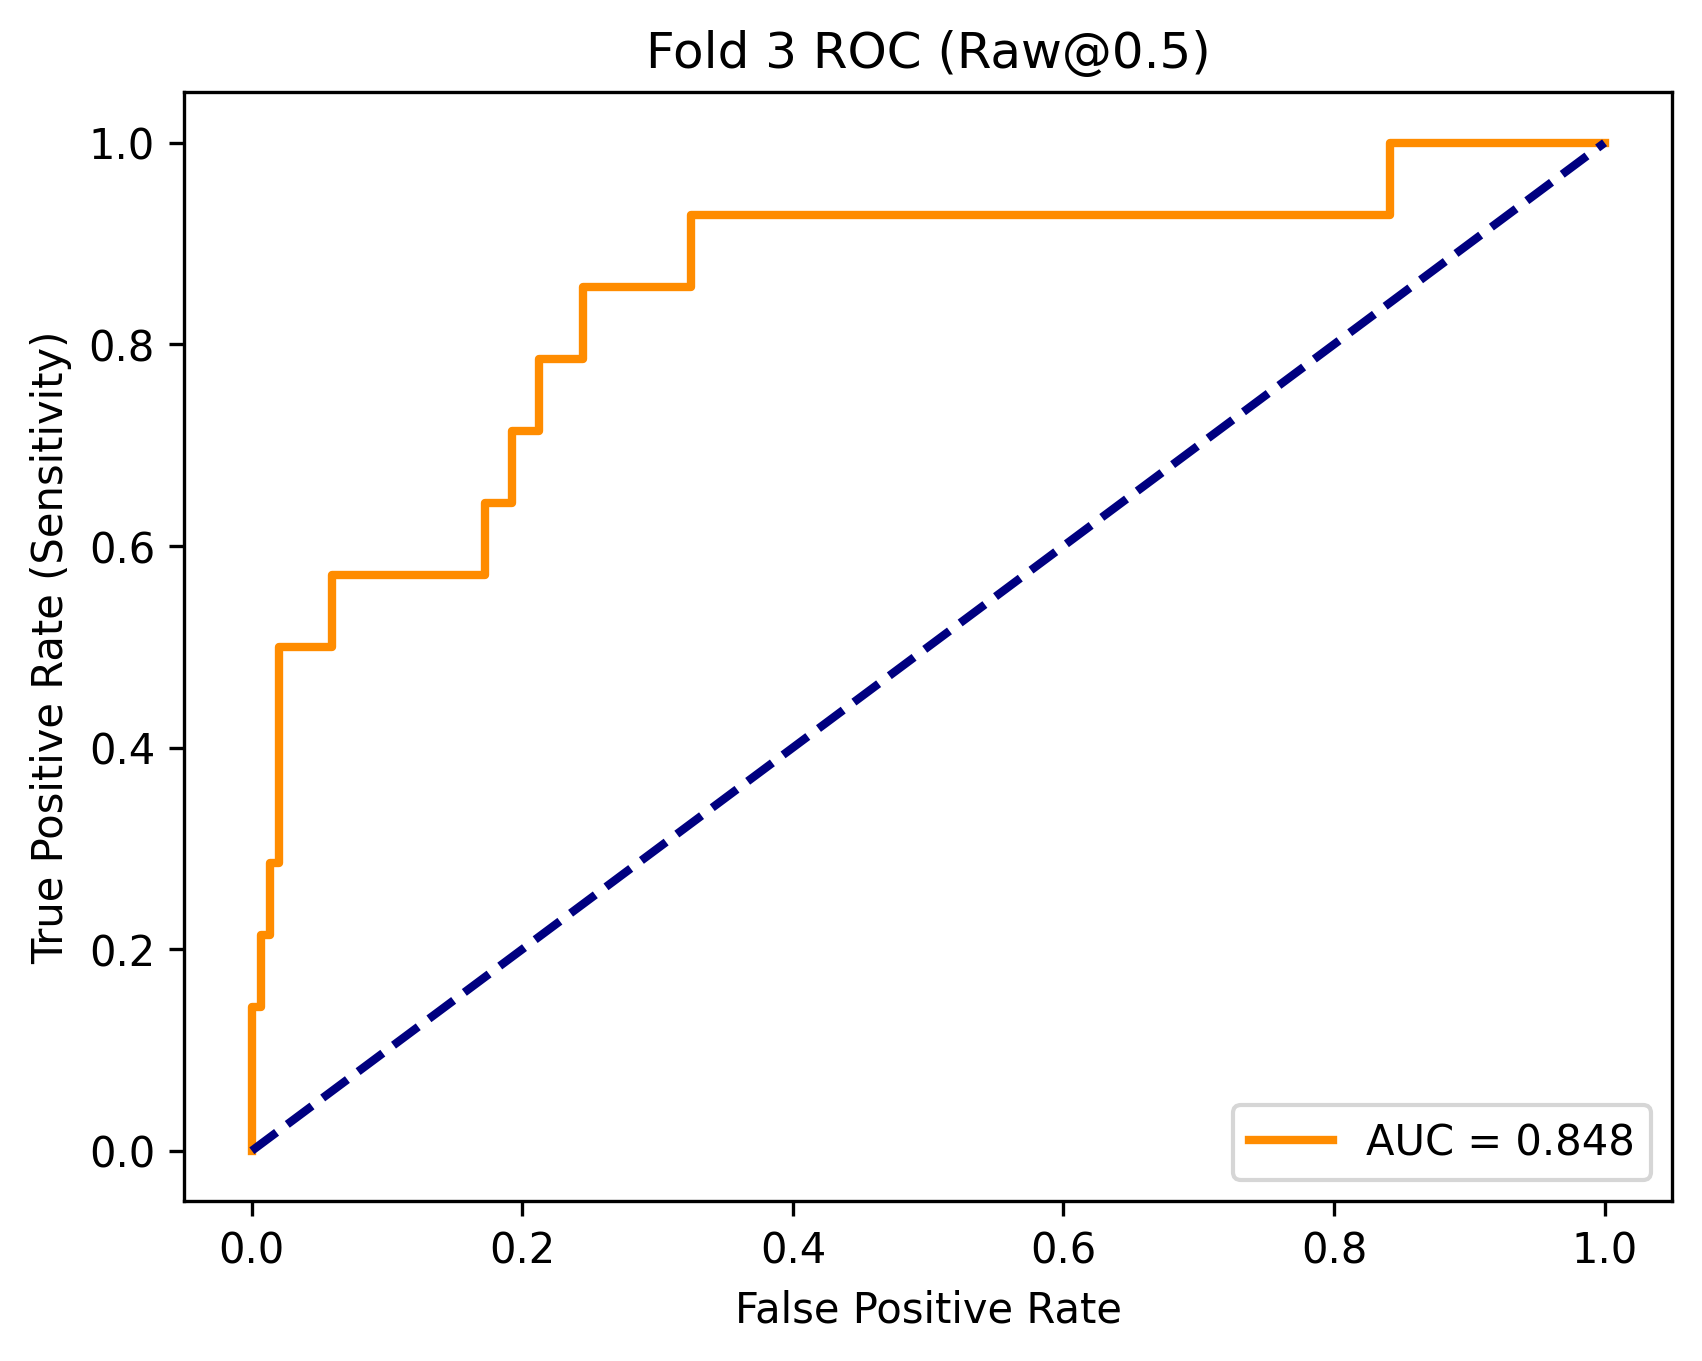 Fold 3 ROC (Raw@0.5)
True Positive Rate (Sensitivity)
1.0
0.8
0.6
0.4
0.2
0.0
AUC = 0.848
0.0 0.2 0.4 0.6 0.8 1.0
False Positive Rate